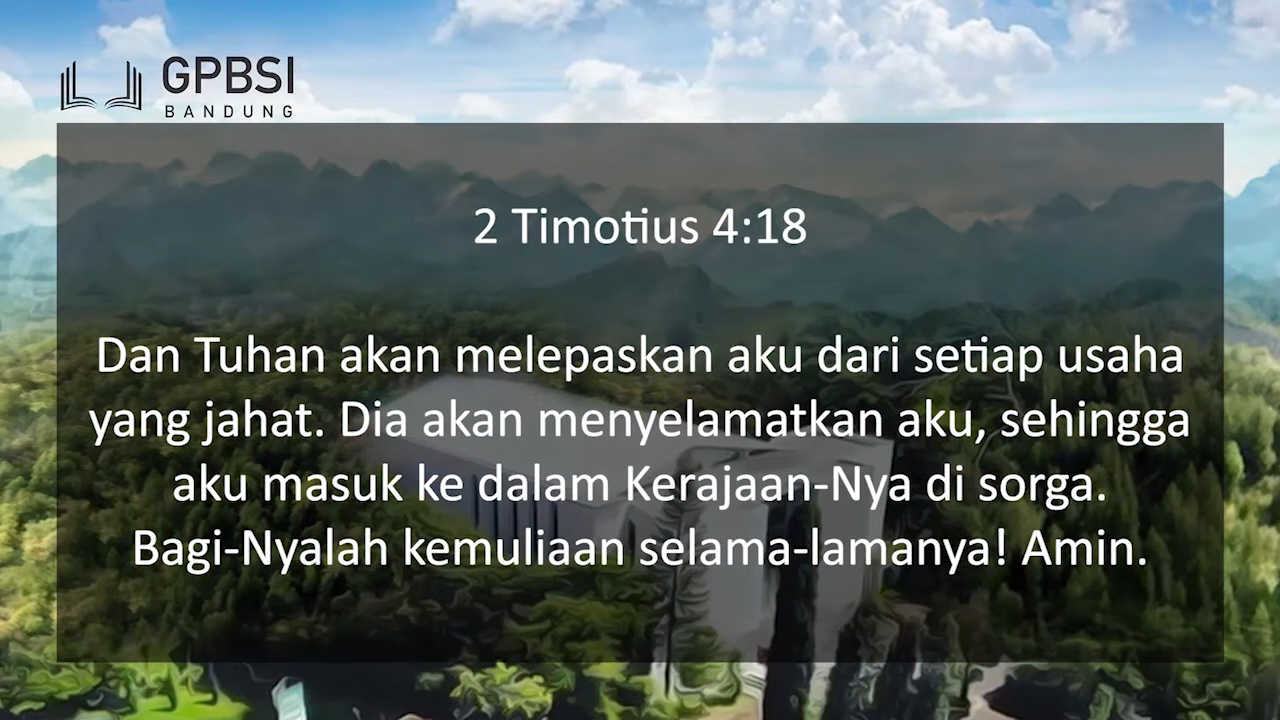 GPBSI
BANDUNG
2 Timotius 4:18
Dan Tuhan akan melepaskan aku dari setiap usaha
yang jahat. Dia akan menyelamatkan aku, sehingga
aku masuk ke dalam Kerajaan-Nya di sorga.
Bagi-Nyalah kemuliaan selama-lamanya! Amin.